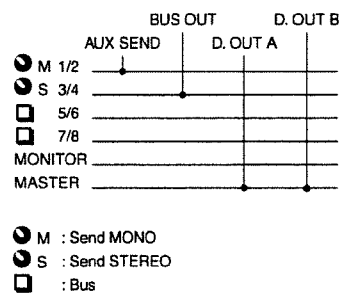 BUS OUT D. OUT B
AUX SEND D. OUT A
M 1/2
S 3/4
5/6
7/8
MONITOR
MASTER
M : Send MONO
S : Send STEREO
: Bus